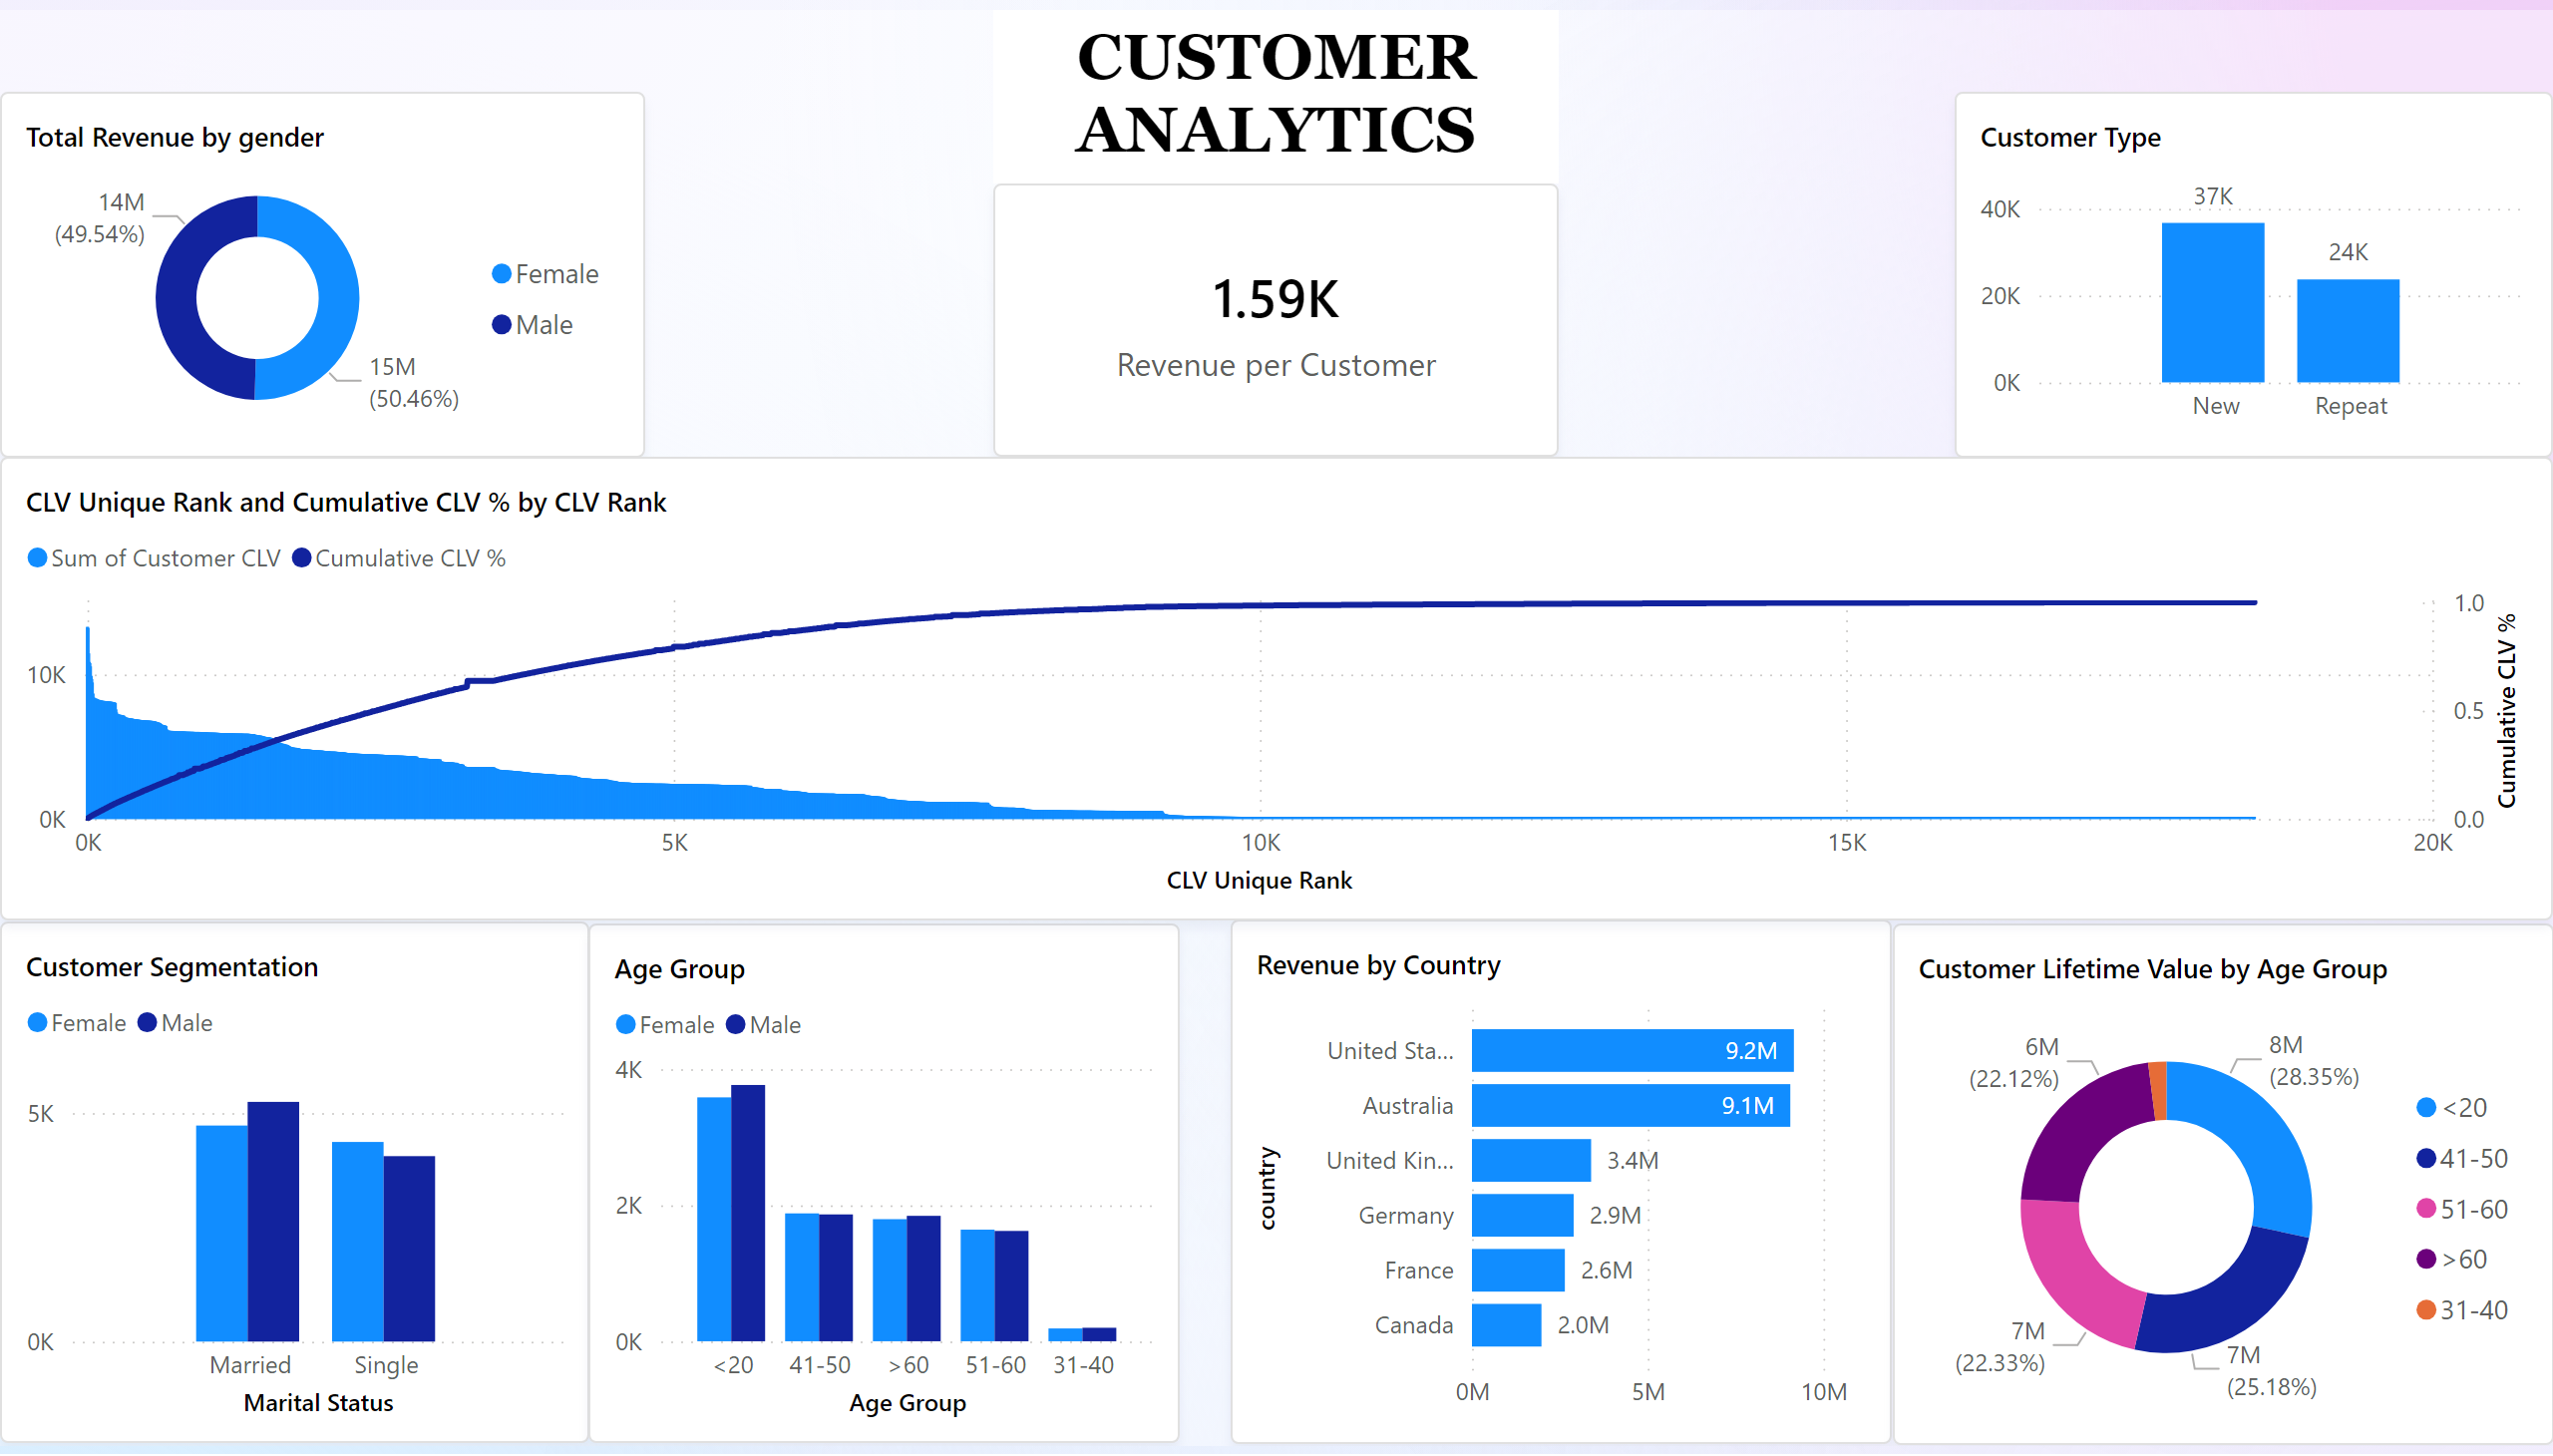 CUSTOMER
ANALYTICS
Total Revenue by gender
14M
(49.54%)
15M
(50.46%)
Female
Male
1.59K
Revenue per Customer
Customer Type
40K
20K
0K
37K
24K
New
Repeat
CLV Unique Rank and Cumulative CLV % by CLV Rank
Sum of Customer CLV
Cumulative CLV %
10K
0K
1.0
0.5
0.0
Cumulative CLV %
0K
5K
10K
15K
20K
CLV Unique Rank
Customer Segmentation
Female
Male
5K
0K
Married
Single
Marital Status
Age Group
Female
Male
4K
2K
0K
<20
41-50
>60
51-60
31-40
Age Group
Revenue by Country
country
United Sta...
9.2M
Australia
9.1M
United Kin...
3.4M
Germany
2.9M
France
2.6M
Canada
2.0M
0M
5M
10M
Customer Lifetime Value by Age Group
6M
(22.12%)
8M
(28.35%)
7M
(22.33%)
7M
(25.18%)
<20
41-50
51-60
>60
31-40